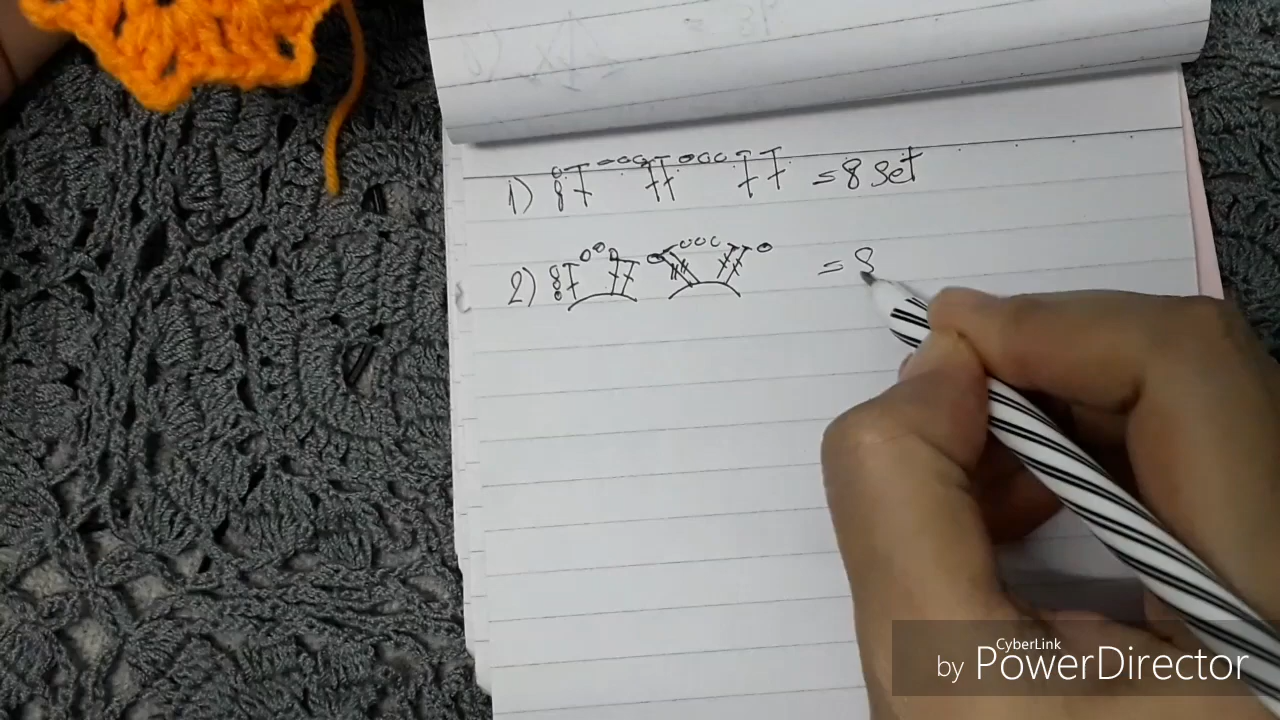 1) = 8 Set
2) = 8
CyberLink
by PowerDirector